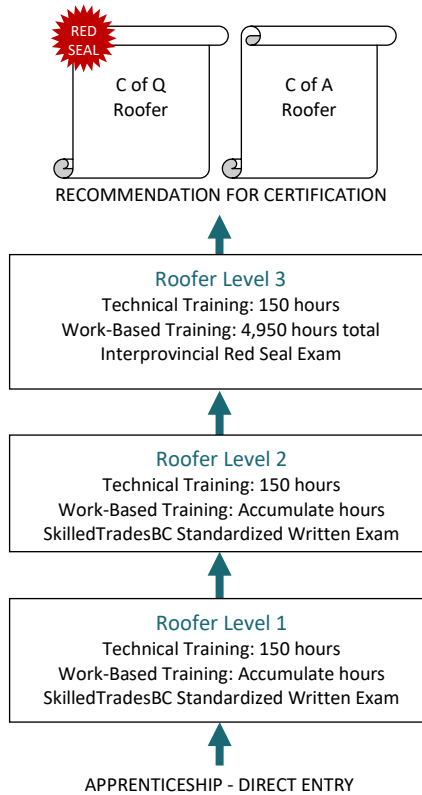 RED
SEAL
C of Q
Roofer
C of A
Roofer
RECOMMENDATION FOR CERTIFICATION
Roofer Level 3
Technical Training: 150 hours
Work-Based Training: 4,950 hours total
Interprovincial Red Seal Exam
Roofer Level 2
Technical Training: 150 hours
Work-Based Training: Accumulate hours
SkilledTradesBC Standardized Written Exam
Roofer Level 1
Technical Training: 150 hours
Work-Based Training: Accumulate hours
SkilledTradesBC Standardized Written Exam
APPRENTICESHIP - DIRECT ENTRY